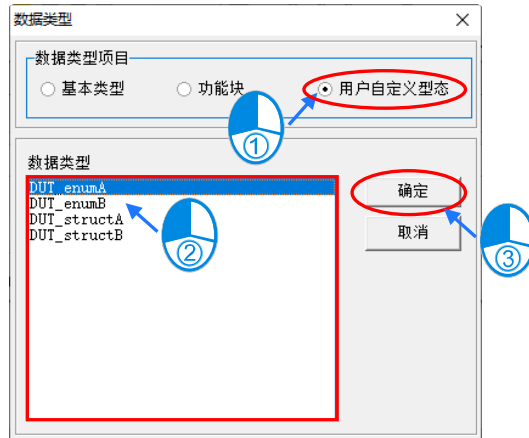 数据类型
数据类型项目
基本类型
功能块
用户自定义型态
①
数据类型
DUT_enumA
DUT_enumB
DUT_structA
DUT_structB
确定
取消
②
③